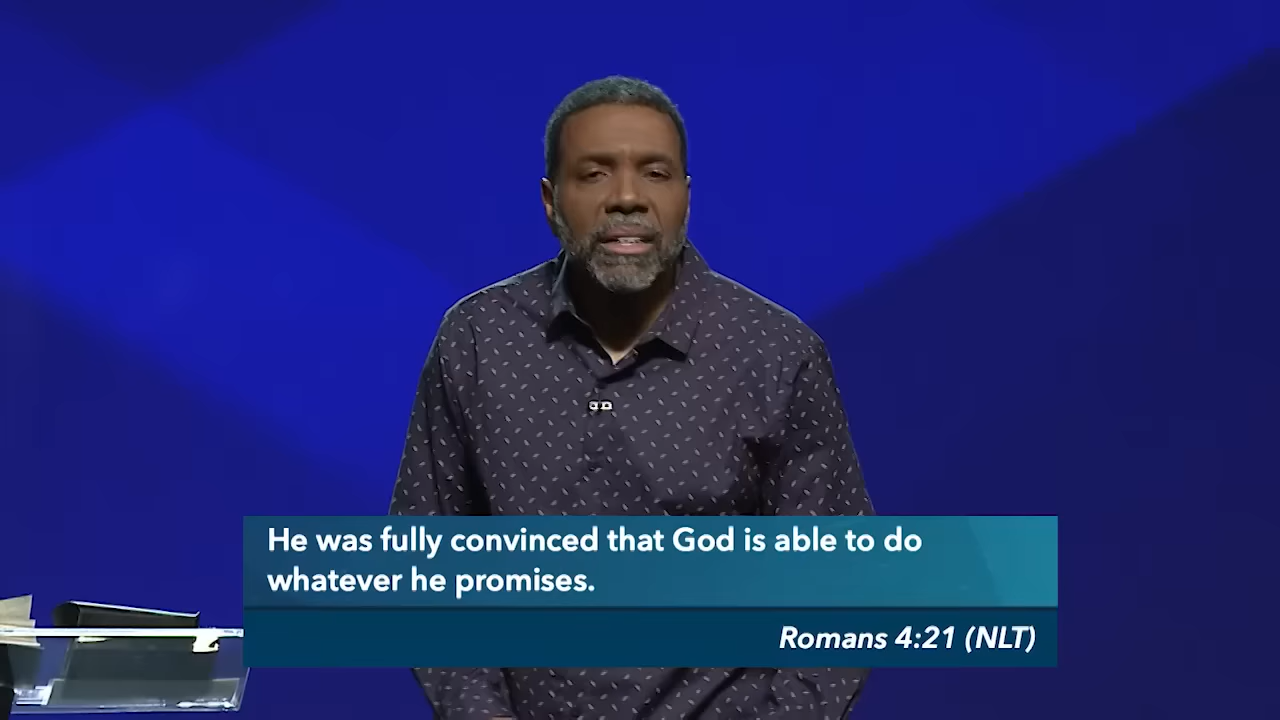 He was fully convinced that God is able to do
whatever he promises.
Romans 4:21 (NLT)